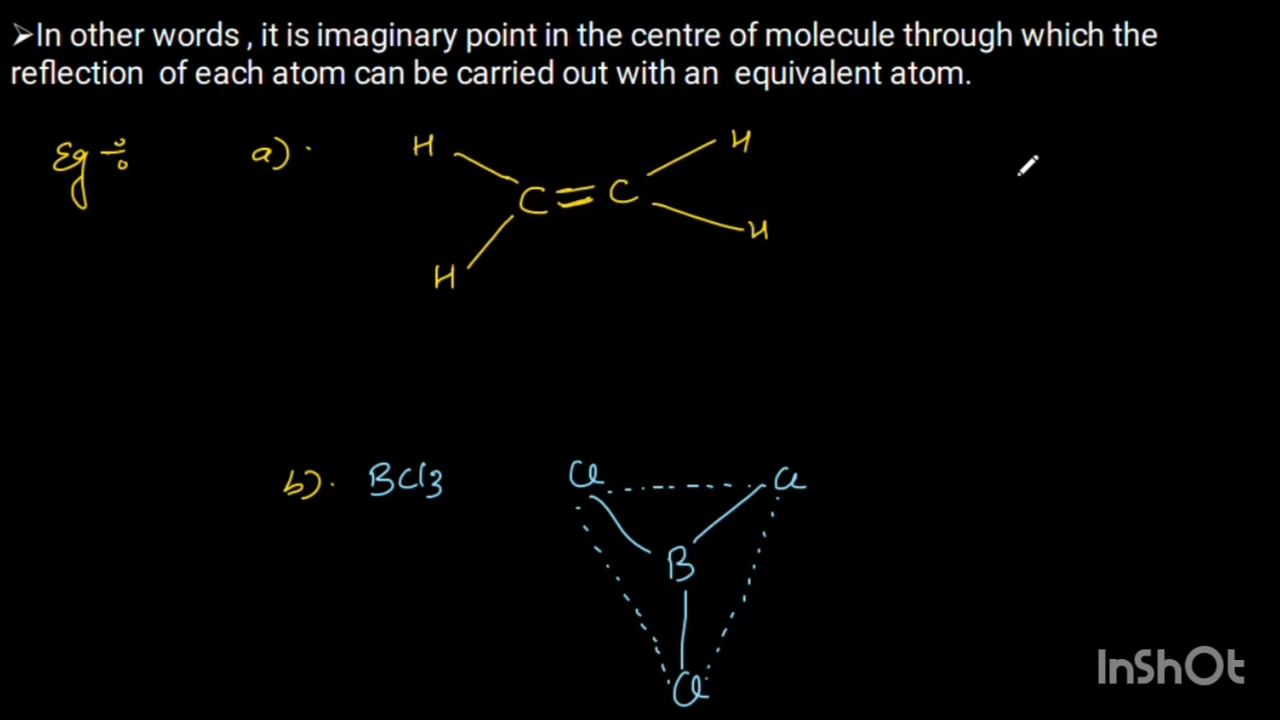 ➤In other words , it is imaginary point in the centre of molecule through which the
reflection of each atom can be carried out with an equivalent atom.
Eg ÷ a). H H
C = C
H H
b). BCl3 Cl Cl
B
Cl
InShOt